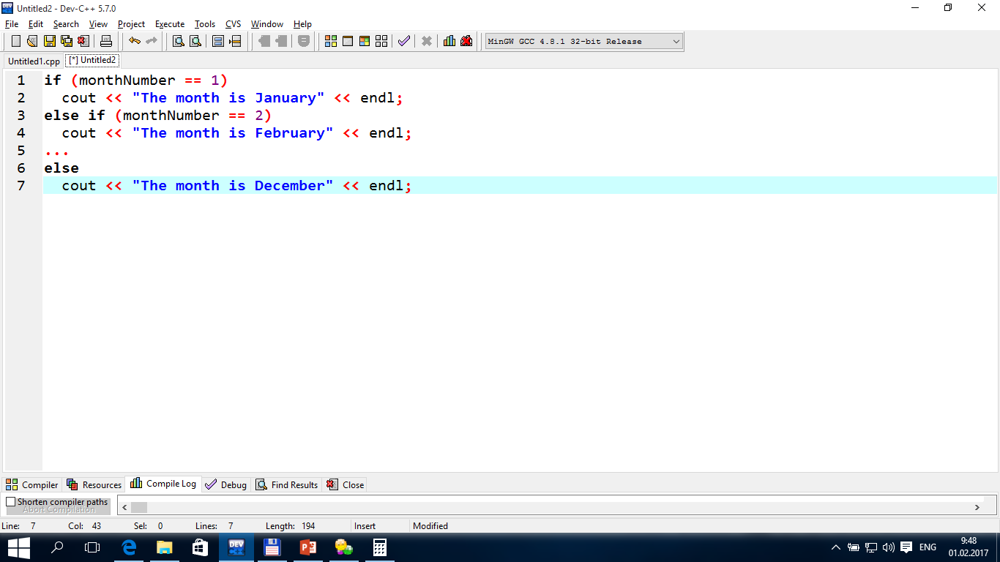 Untitled2 - Dev-C++ 5.7.0
File Edit Search View Project Execute Tools CVS Window Help
MinGW GCC 4.8.1 32-bit Release
Untitled1.cpp [*] Untitled2
1 if (monthNumber == 1)
2 cout << "The month is January" << endl;
3 else if (monthNumber == 2)
4 cout << "The month is February" << endl;
5 ...
6 else
7 cout << "The month is December" << endl;
Compiler Resources Compile Log Debug Find Results Close
Shorten compiler paths
Abort Compilation
Line: 7 Col: 43 Sel: 0 Lines: 7 Length: 194 Insert Modified
DEV C++ P ENG 9:48
01.02.2017